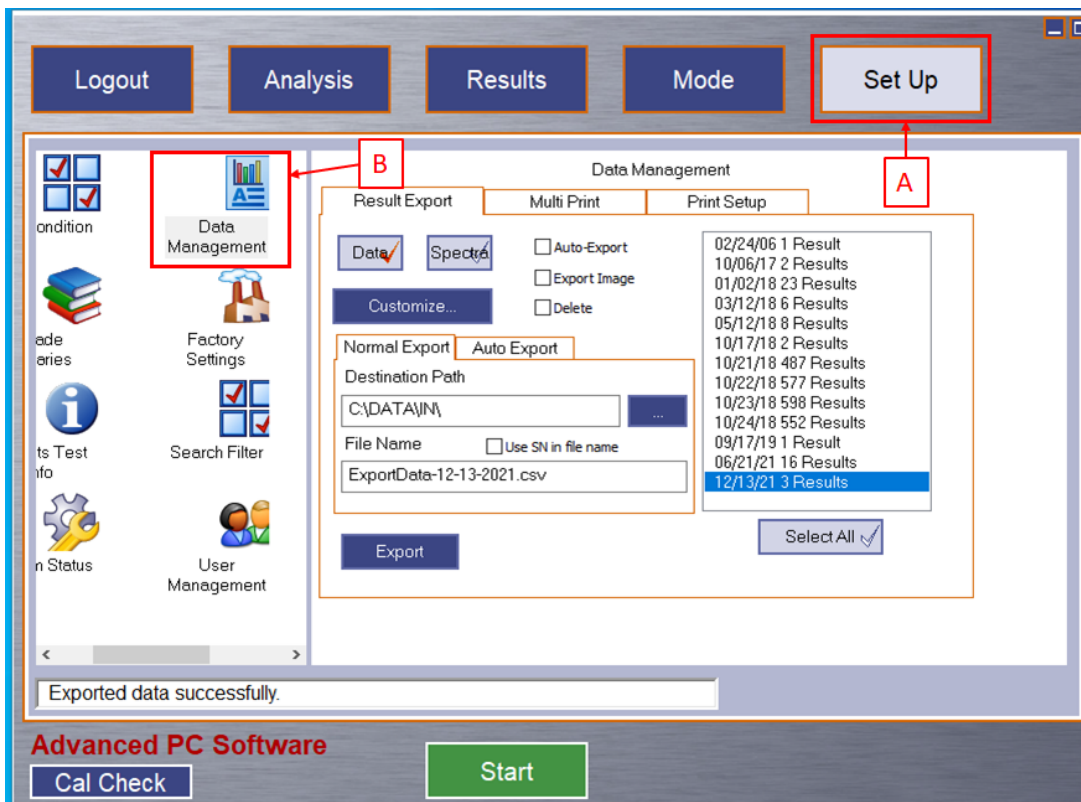 Logout
Analysis
Results
Mode
Set Up
A
B
ondition
Data
Management
ade
aries
Factory
Settings
ts Test
nfo
Search Filter
n Status
User
Management
Data Management
Result Export
Multi Print
Print Setup
Data
Spectra
Auto-Export
Export Image
Delete
Customize...
Normal Export
Auto Export
Destination Path
C:\DATA\IN\
...
File Name
Use SN in file name
ExportData-12-13-2021.csv
Export
02/24/06 1 Result
10/06/17 2 Results
01/02/18 23 Results
03/12/18 6 Results
05/12/18 8 Results
10/17/18 2 Results
10/21/18 487 Results
10/22/18 577 Results
10/23/18 598 Results
10/24/18 552 Results
09/17/19 1 Result
06/21/21 16 Results
12/13/21 3 Results
Select All
Exported data successfully.
Advanced PC Software
Cal Check
Start